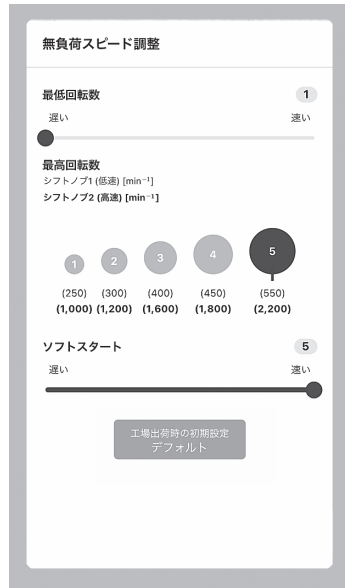 無負荷スピード調整
最低回転数 1
遅い 速い
最高回転数
シフトノブ1 (低速) [min⁻¹]
シフトノブ2 (高速) [min⁻¹]
1 2 3 4 5
(250) (300) (400) (450) (550)
(1,000) (1,200) (1,600) (1,800) (2,200)
ソフトスタート 5
遅い 速い
工場出荷時の初期設定
デフォルト